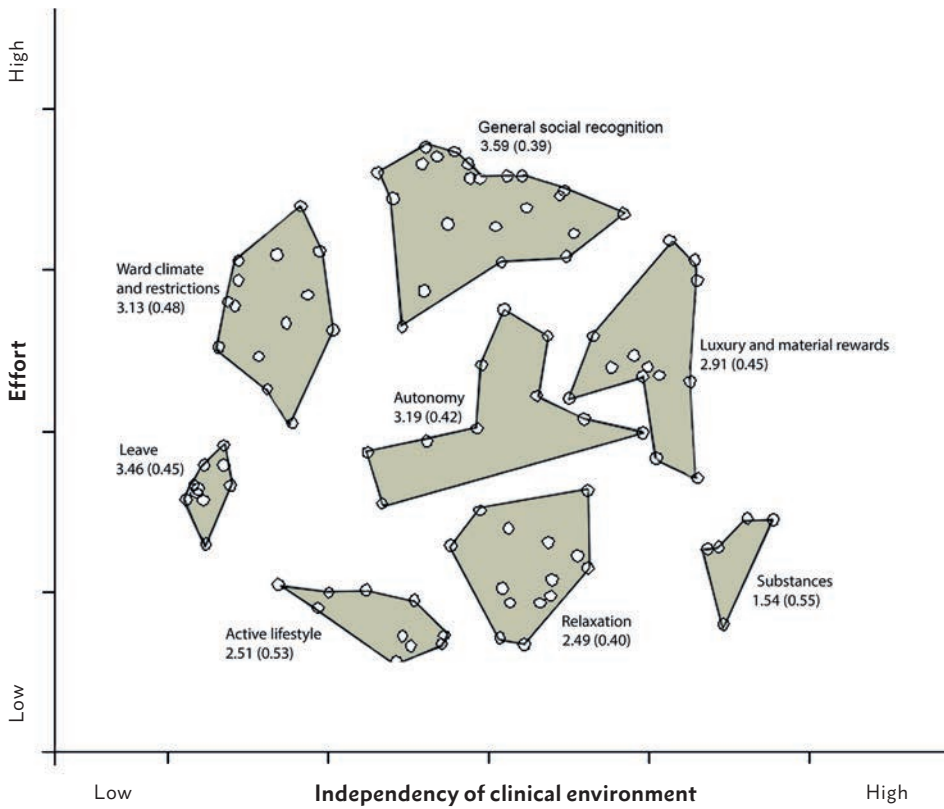 High
General social recognition
3.59 (0.39)
Ward climate
and restrictions
3.13 (0.48)
Luxury and material rewards
2.91 (0.45)
Effort
Autonomy
3.19 (0.42)
Leave
3.46 (0.45)
Substances
1.54 (0.55)
Relaxation
2.49 (0.40)
Active lifestyle
2.51 (0.53)
Low
Low
Independency of clinical environment
High